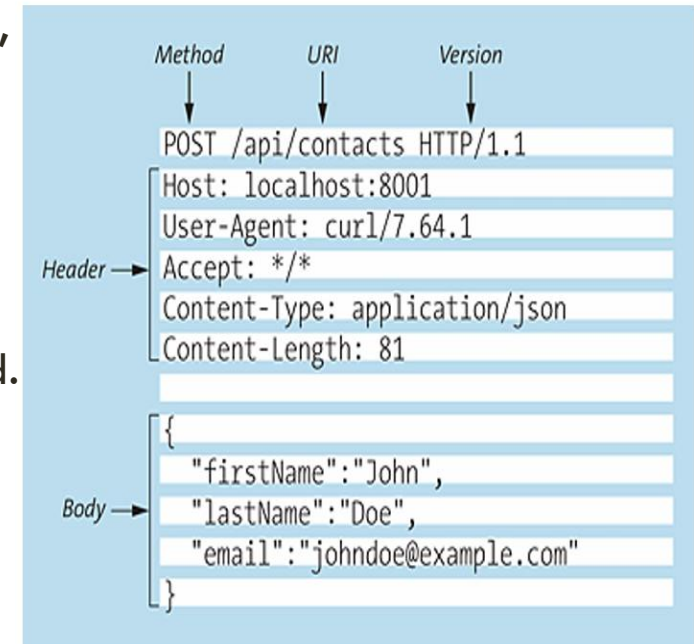 ,
Method URI Version
POST /api/contacts HTTP/1.1
Host: localhost:8001
User-Agent: curl/7.64.1
Header
Accept: */*
Content-Type: application/json
Content-Length: 81
d.
{
"firstName":"John",
Body
"lastName":"Doe",
"email":"johndoe@example.com"
}